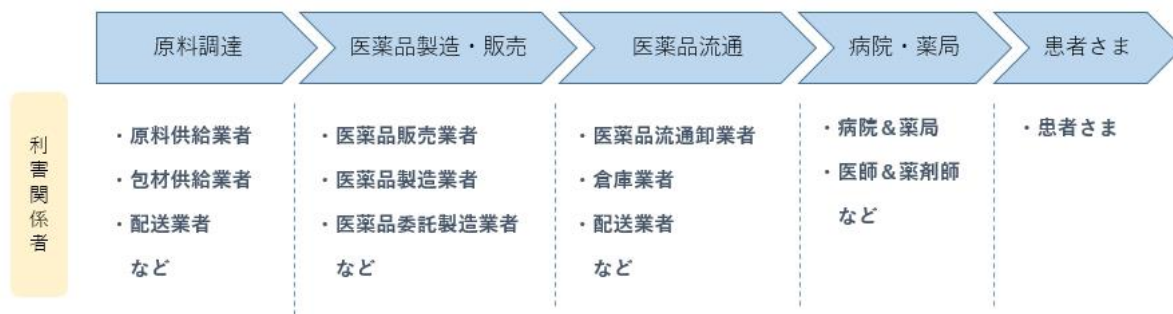 原料調達
医薬品製造・販売
医薬品流通
病院・薬局
患者さま
利害関係者
・原料供給業者
・包材供給業者
・配送業者
など
・医薬品販売業者
・医薬品製造業者
・医薬品委託製造業者
など
・医薬品流通卸業者
・倉庫業者
・配送業者
など
・病院&薬局
・医師&薬剤師
など
・患者さま